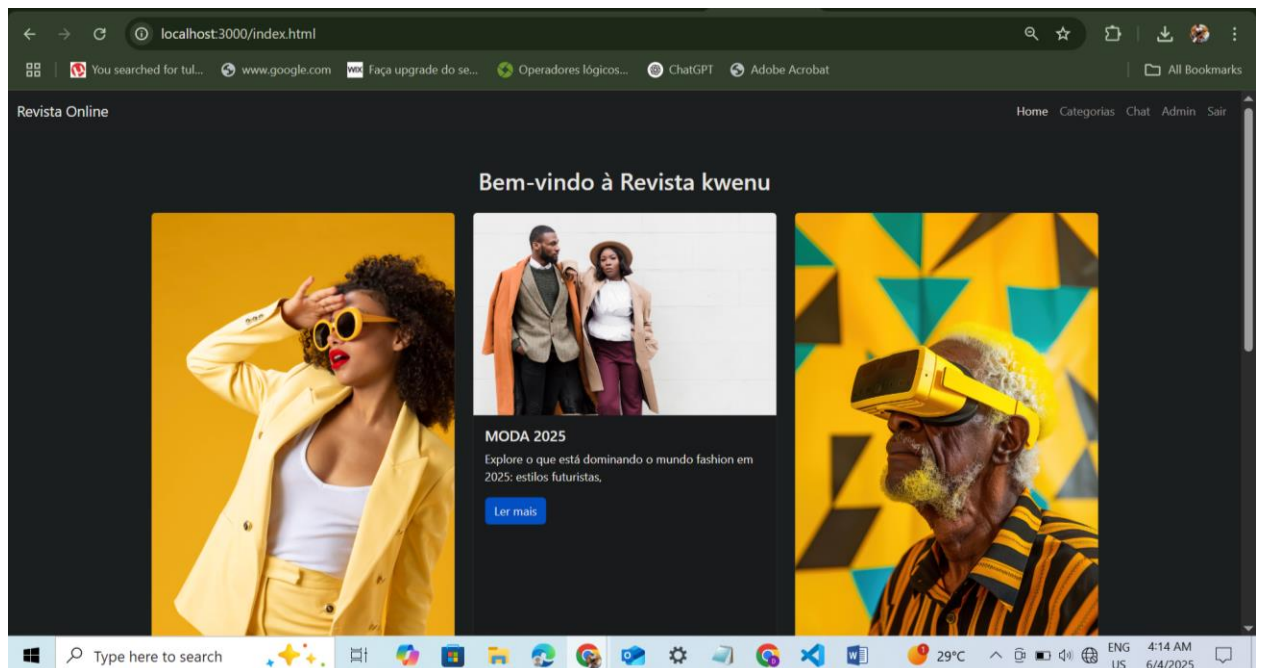 localhost:3000/index.html
You searched for tul...
www.google.com
WIX Faça upgrade do se...
Operadores lógicos...
ChatGPT
Adobe Acrobat
All Bookmarks
Revista Online
Home Categorias Chat Admin Sair
Bem-vindo à Revista kwenu
MODA 2025
Explore o que está dominando o mundo fashion em
2025: estilos futuristas,
Ler mais
Type here to search
29°C
ENG
US
4:14 AM